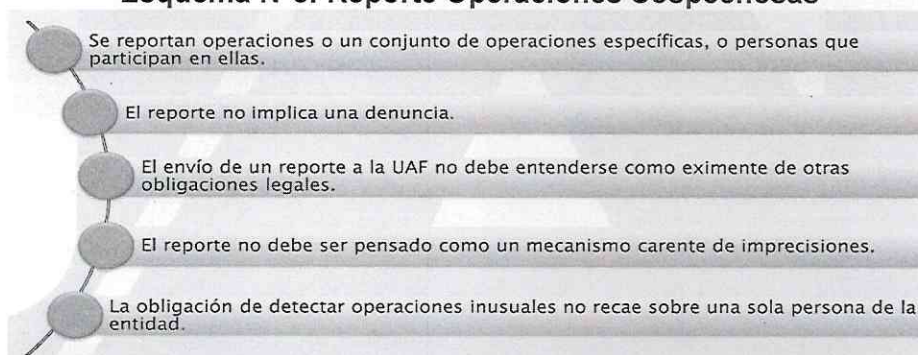 Se reportan operaciones o un conjunto de operaciones específicas, o personas que
participan en ellas.
El reporte no implica una denuncia.
El envío de un reporte a la UAF no debe entenderse como eximente de otras
obligaciones legales.
El reporte no debe ser pensado como un mecanismo carente de imprecisiones.
La obligación de detectar operaciones inusuales no recae sobre una sola persona de la
entidad.